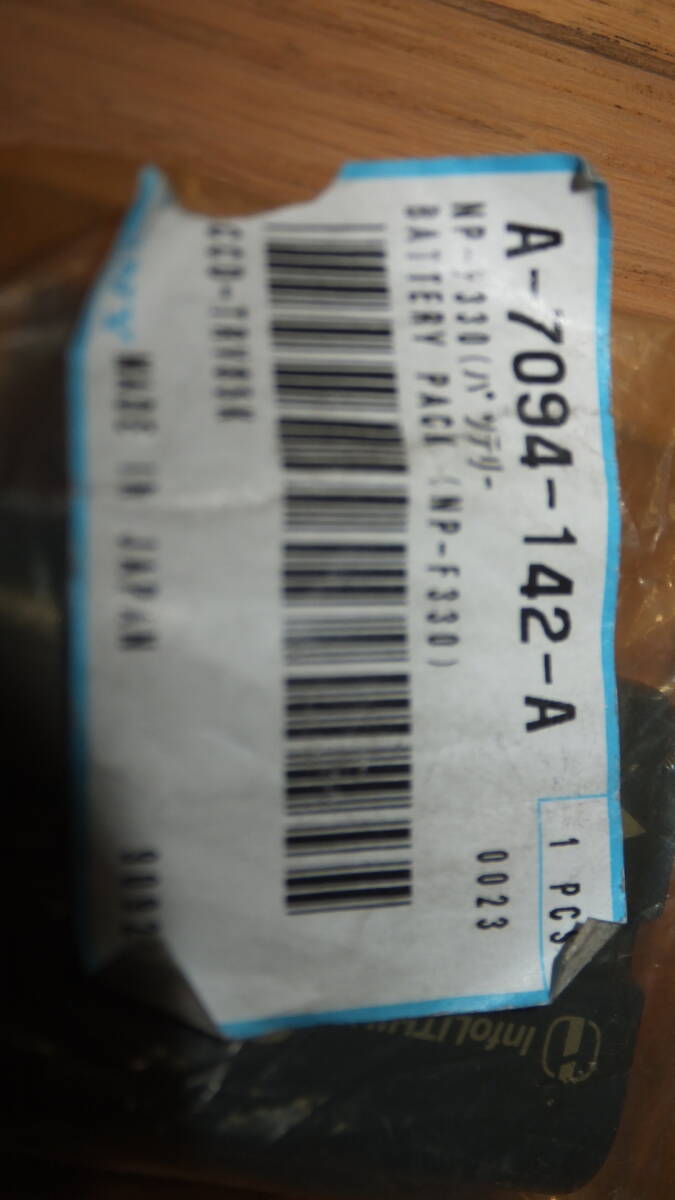 A-7094-142-A
1 PCS
NP-F330(バッテリー
0023
BATTERY PACK (NP-F330)
MADE IN JAPAN
InfoLITHI